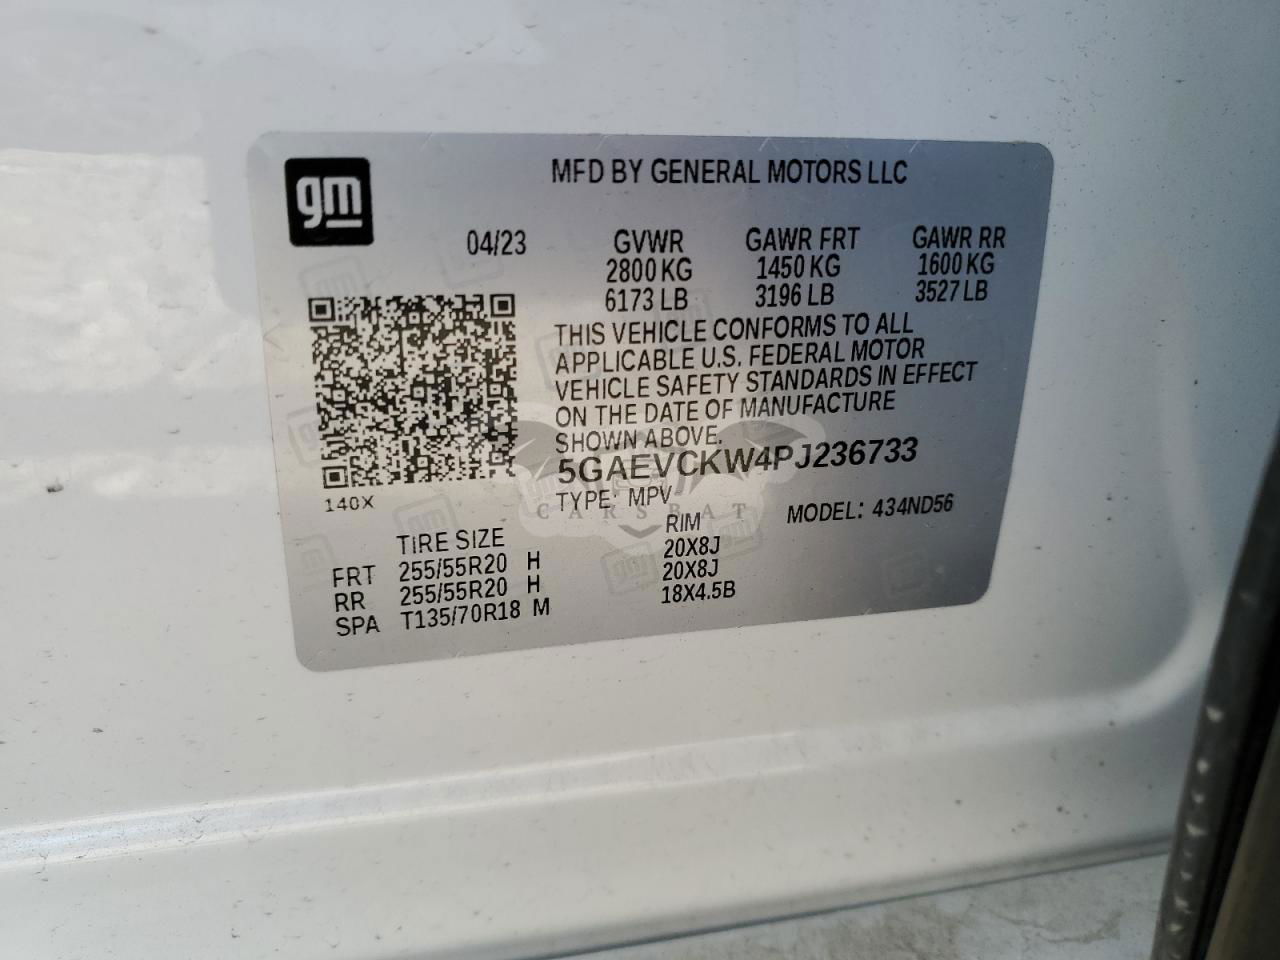 gm
MFD BY GENERAL MOTORS LLC
04/23 GVWR GAWR FRT GAWR RR
2800 KG 1450 KG 1600 KG
6173 LB 3196 LB 3527 LB
THIS VEHICLE CONFORMS TO ALL
APPLICABLE U.S. FEDERAL MOTOR
VEHICLE SAFETY STANDARDS IN EFFECT
ON THE DATE OF MANUFACTURE
SHOWN ABOVE.
5GAEVCKW4PJ236733
140X
TYPE: MPV MODEL: 434ND56
CARSBAT
TIRE SIZE RIM
FRT 255/55R20 H 20X8J
RR 255/55R20 H 20X8J
SPA T135/70R18 M 18X4.5B